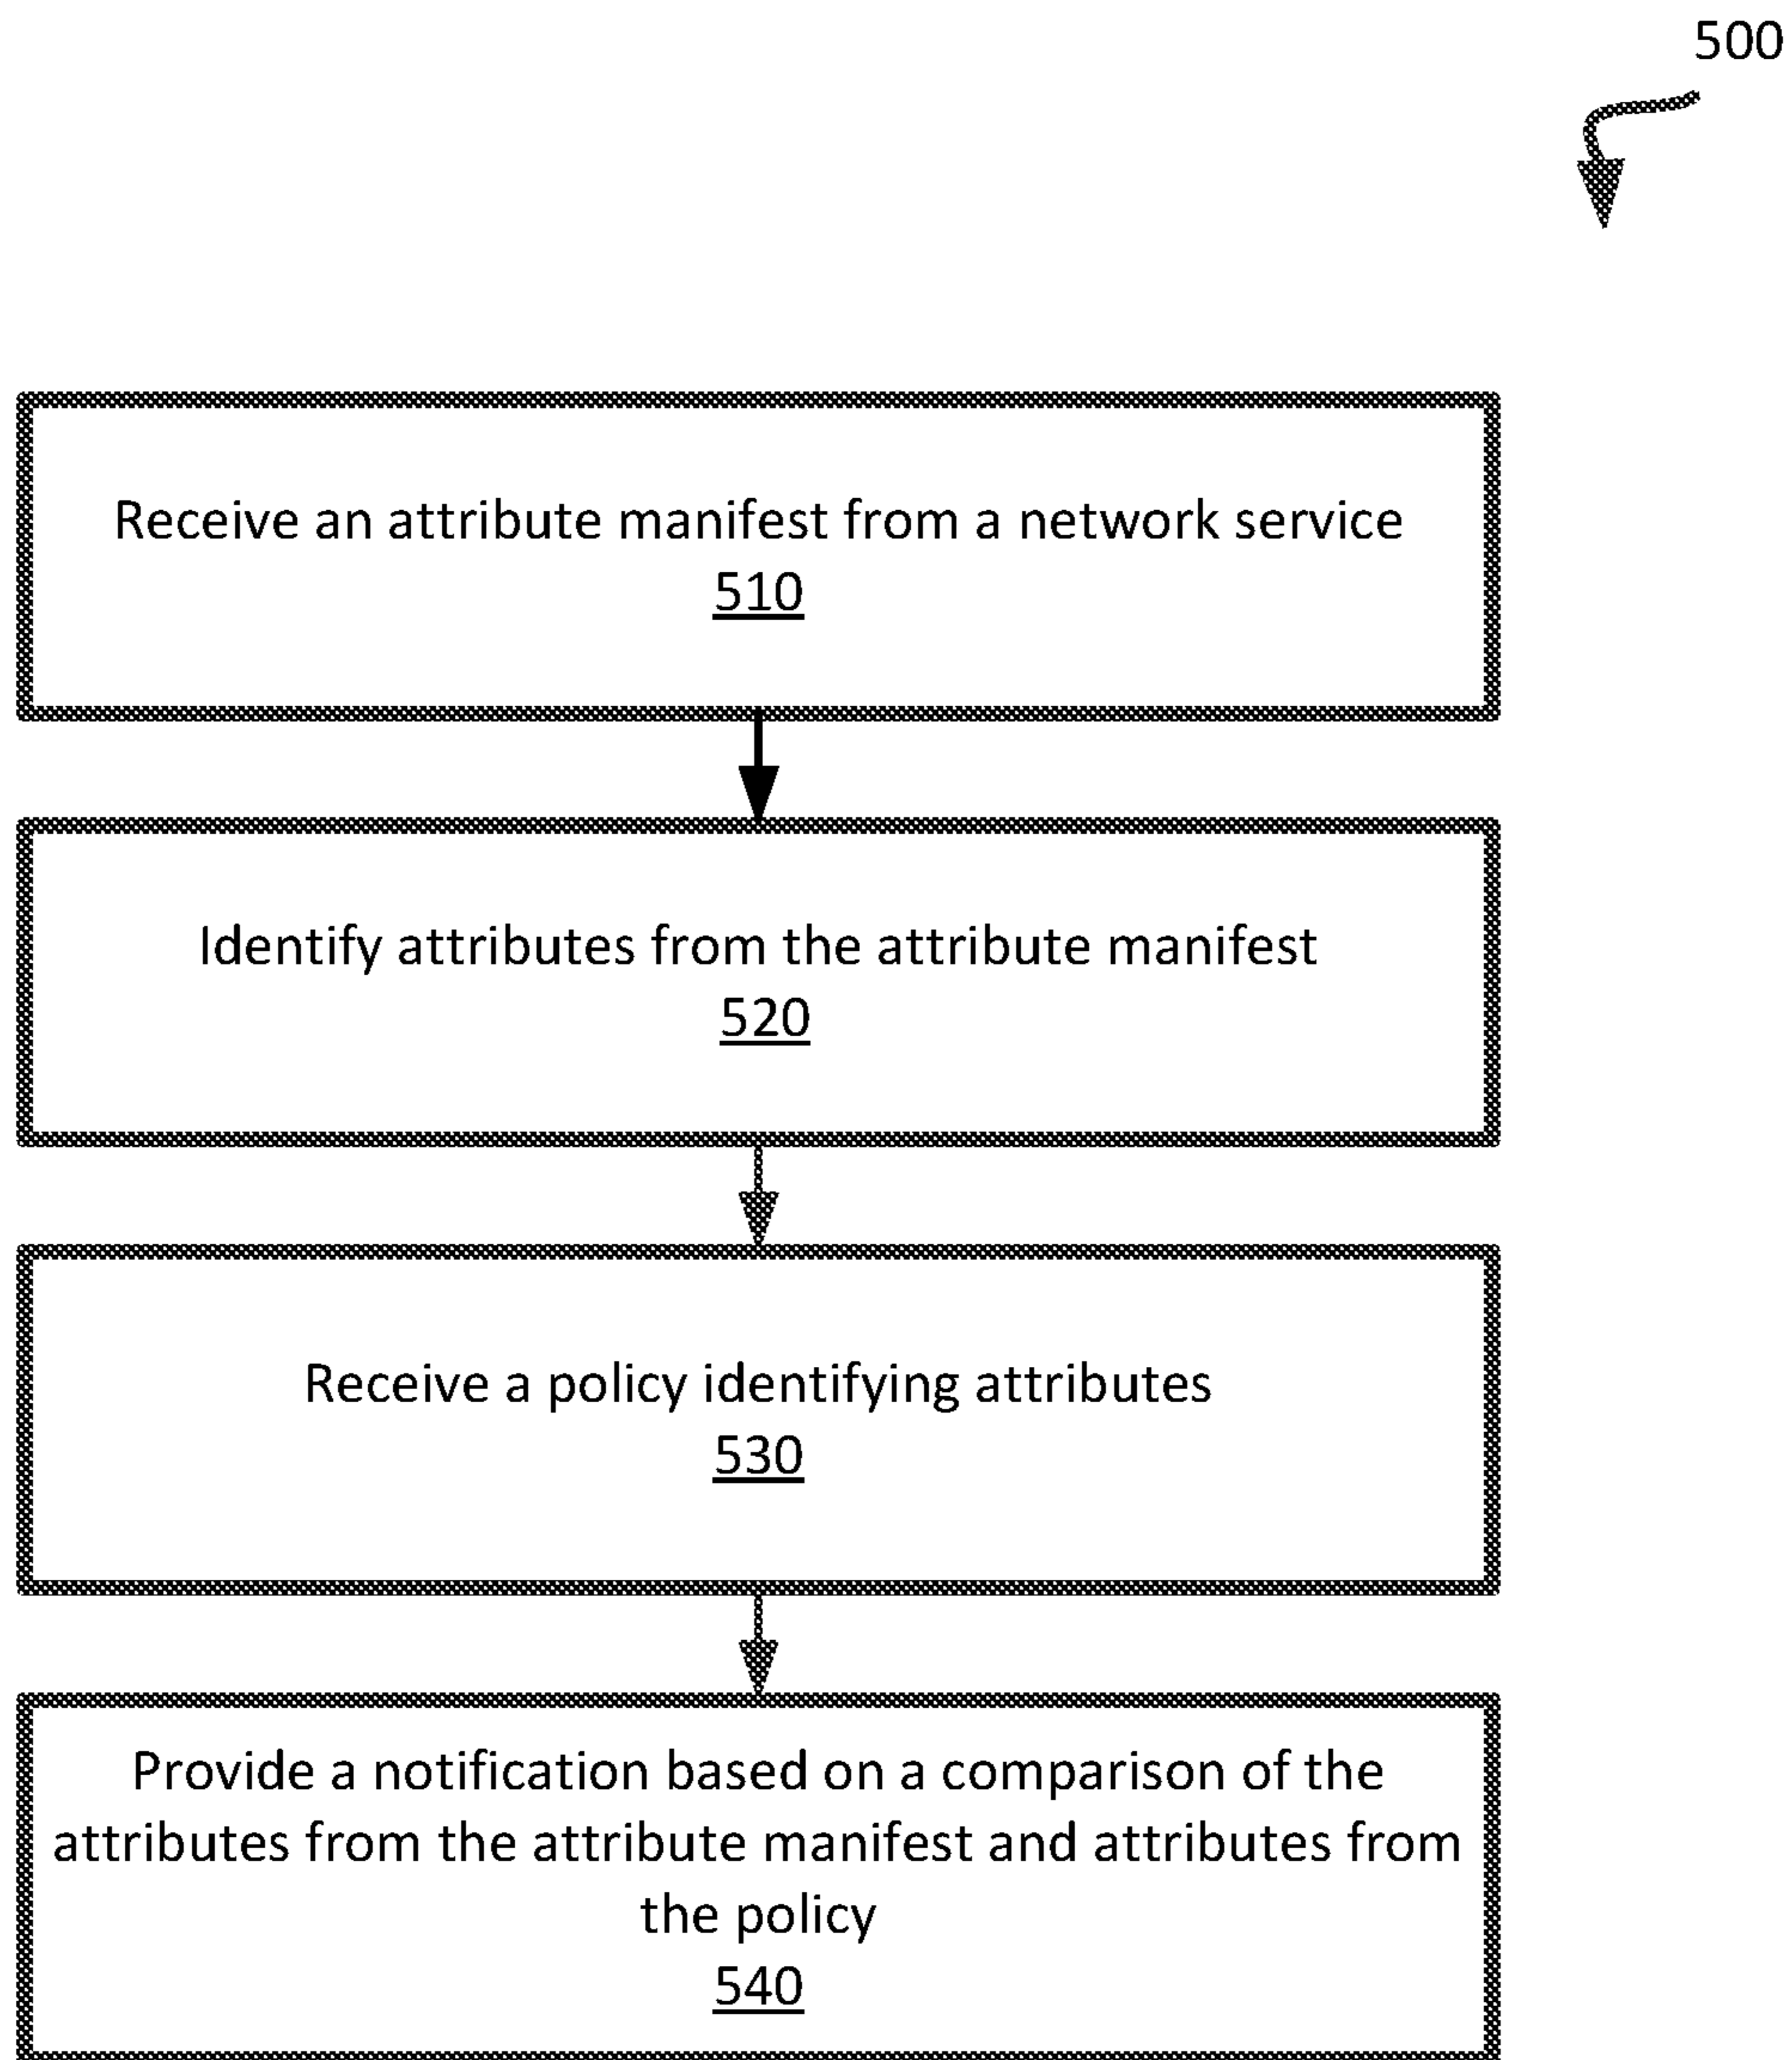 500
Receive an attribute manifest from a network service
510
Identify attributes from the attribute manifest
520
Receive a policy identifying attributes
530
Provide a notification based on a comparison of the
attributes from the attribute manifest and attributes from
the policy
540